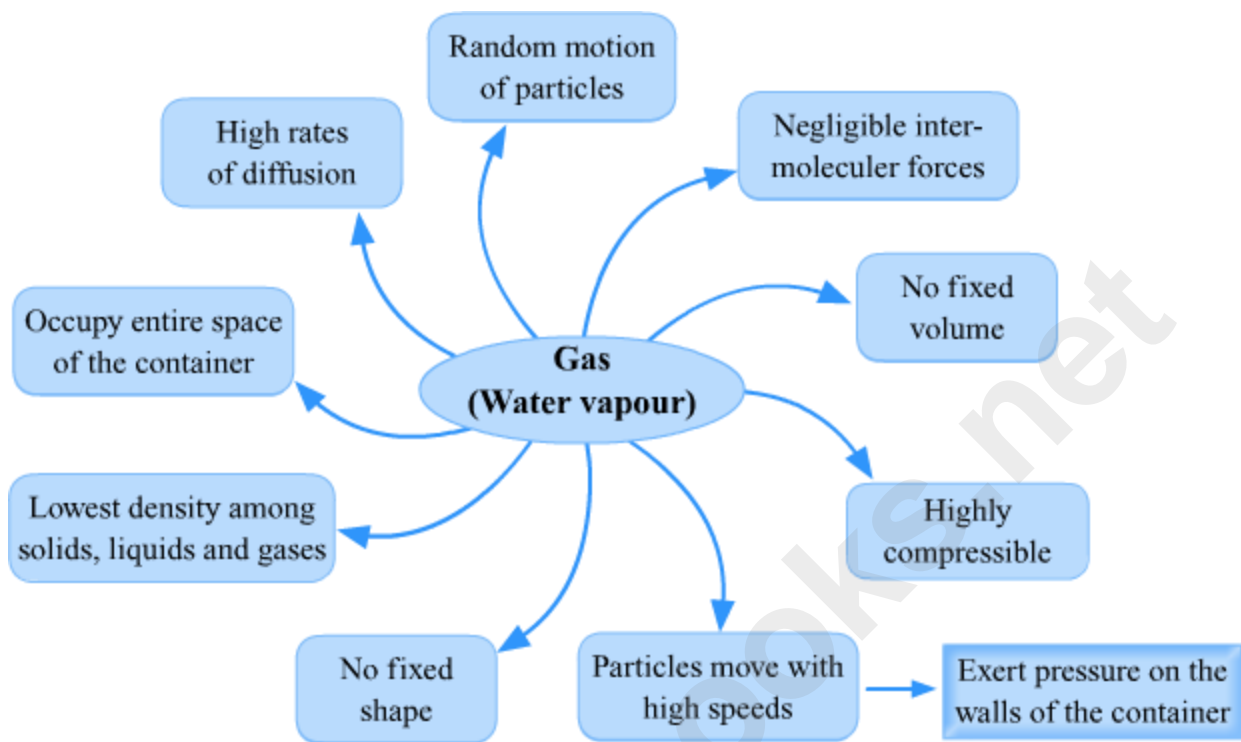 Random motion
of particles
High rates
of diffusion
Negligible inter-
moleculer forces
No fixed
volume
Occupy entire space
of the container
Gas
(Water vapour)
Lowest density among
solids, liquids and gases
Highly
compressible
No fixed
shape
Particles move with
high speeds
Exert pressure on the
walls of the container
ooks.net